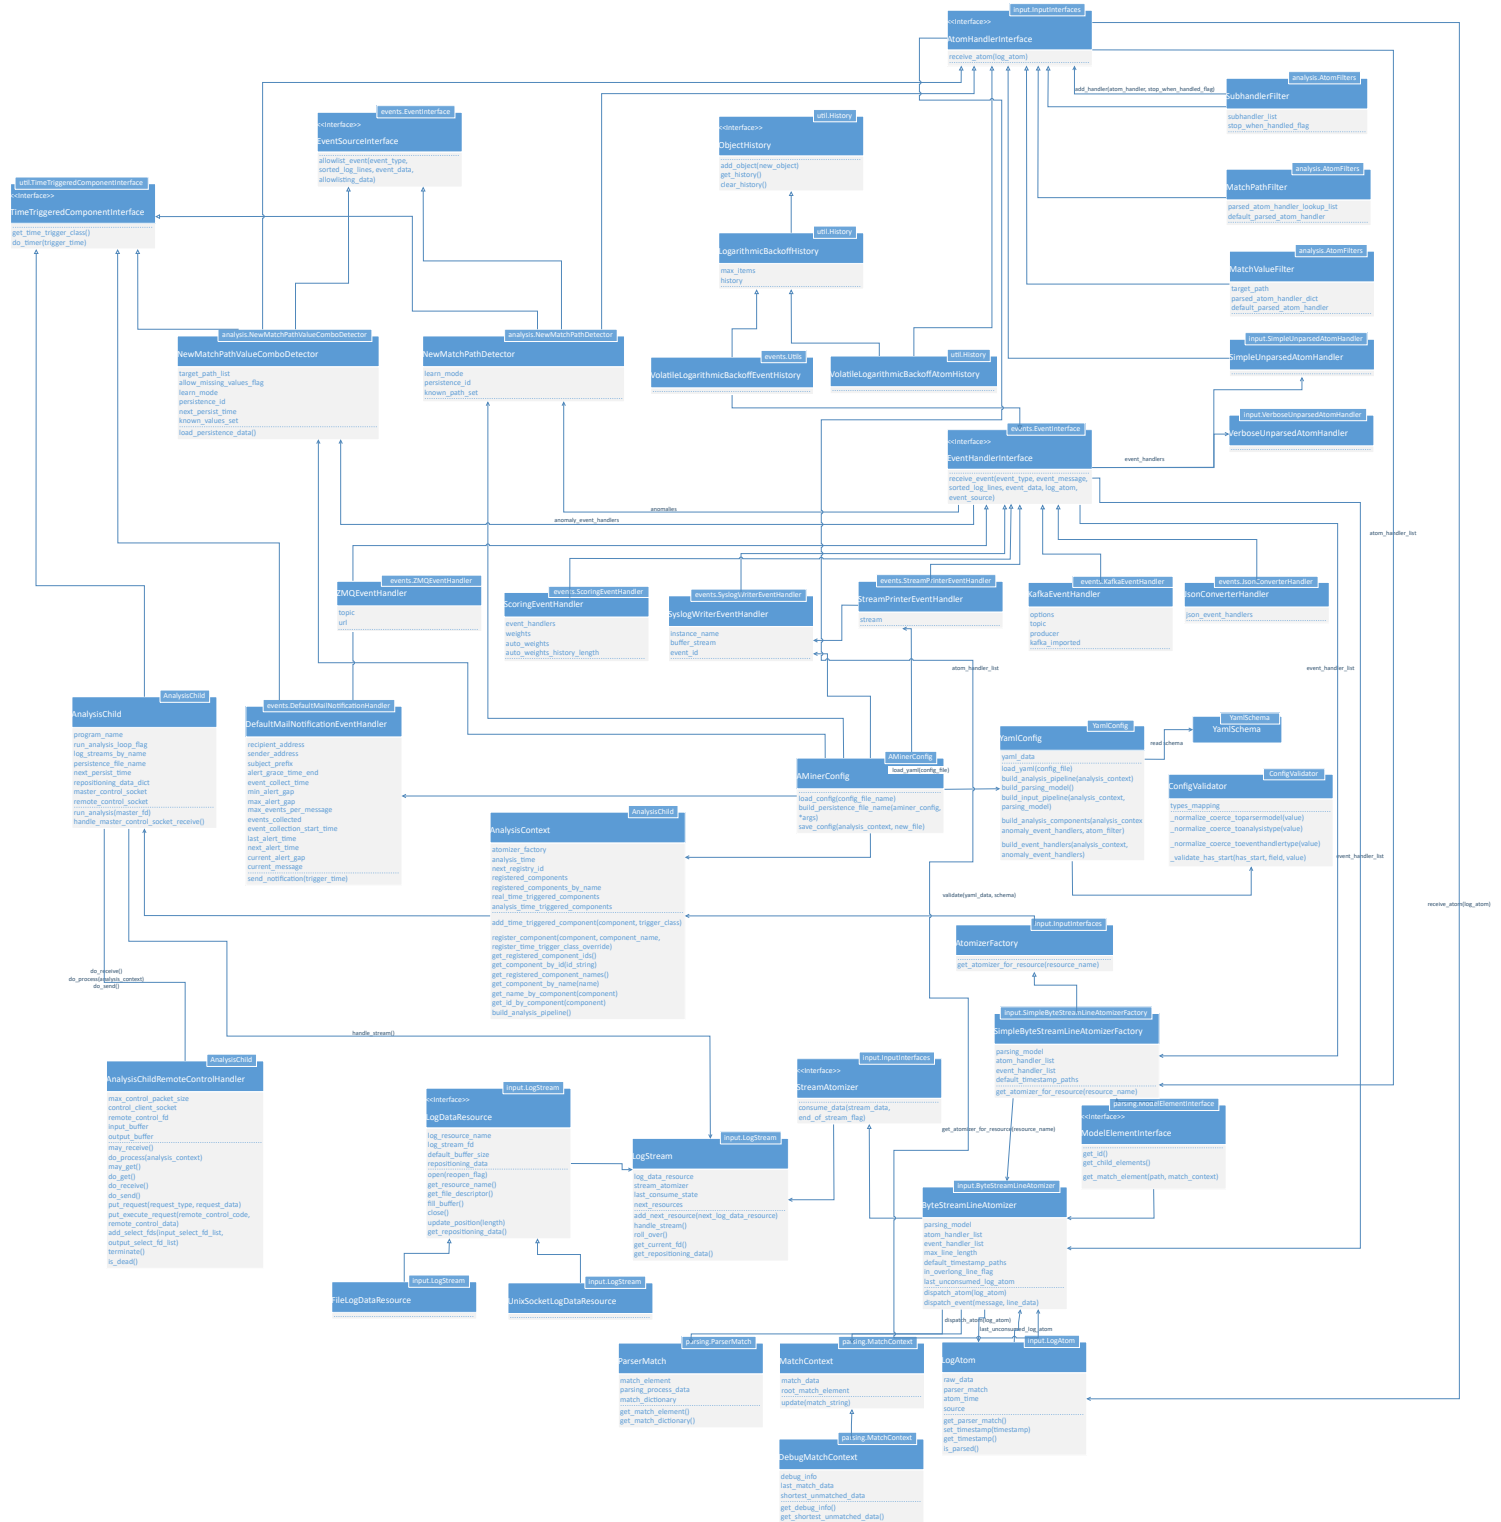 input.InputInterfaces
<<Interface>>
AtomHandlerInterface
receive_atom(log_atom)
analysis.AtomFilters
SubhandlerFilter
subhandler_list
stop_when_handled_flag
add_handler(atom_handler, stop_when_handled_flag)
events.EventInterface
<<Interface>>
EventSourceInterface
allowlist_event(event_type,
sorted_log_lines, event_data,
allowlisting_data)
util.History
<<Interface>>
ObjectHistory
add_object(new_object)
get_history()
clear_history()
analysis.AtomFilters
MatchPathFilter
parsed_atom_handler_lookup_list
default_parsed_atom_handler
util.TimeTriggeredComponentInterface
<<Interface>>
TimeTriggeredComponentInterface
get_time_trigger_class()
do_timer(trigger_time)
util.History
LogarithmicBackoffHistory
max_items
history
analysis.AtomFilters
MatchValueFilter
target_path
parsed_atom_handler_dict
default_parsed_atom_handler
analysis.NewMatchPathValueComboDetector
NewMatchPathValueComboDetector
target_path_list
allow_missing_values_flag
learn_mode
persistence_id
next_persist_time
known_values_set
load_persistence_data()
analysis.NewMatchPathDetector
NewMatchPathDetector
learn_mode
persistence_id
known_path_set
events.Utils
VolatileLogarithmicBackoffEventHistory
util.History
VolatileLogarithmicBackoffAtomHistory
input.SimpleUnparsedAtomHandler
SimpleUnparsedAtomHandler
input.VerboseUnparsedAtomHandler
VerboseUnparsedAtomHandler
events.EventInterface
<<Interface>>
EventHandlerInterface
receive_event(event_type, event_message,
sorted_log_lines, event_data, log_atom,
event_source)
event_handlers
anomalies
anomaly_event_handlers
atom_handler_list
events.ZMQEventHandler
ZMQEventHandler
topic
url
events.ScoringEventHandler
ScoringEventHandler
event_handlers
weights
auto_weights
auto_weights_history_length
events.SyslogWriterEventHandler
SyslogWriterEventHandler
instance_name
buffer_stream
event_id
events.StreamPrinterEventHandler
StreamPrinterEventHandler
stream
events.KafkaEventHandler
KafkaEventHandler
options
topic
producer
kafka_imported
events.JsonConverterHandler
JsonConverterHandler
json_event_handlers
atom_handler_list
event_handler_list
AnalysisChild
AnalysisChild
program_name
run_analysis_loop_flag
log_streams_by_name
persistence_file_name
next_persist_time
repositioning_data_dict
master_control_socket
remote_control_socket
run_analysis(master_fd)
handle_master_control_socket_receive()
events.DefaultMailNotificationHandler
DefaultMailNotificationEventHandler
recipient_address
sender_address
subject_prefix
alert_grace_time_end
event_collect_time
min_alert_gap
max_alert_gap
max_events_per_message
events_collected
event_collection_start_time
last_alert_time
next_alert_time
current_alert_gap
current_message
send_notification(trigger_time)
AMinerConfig
AMinerConfig
load_config(config_file_name)
build_persistence_file_name(aminer_config,
*args)
save_config(analysis_context, new_file)
load_yaml(config_file)
YamlConfig
YamlConfig
yaml_data
load_yaml(config_file)
build_analysis_pipeline(analysis_context)
build_parsing_model()
build_input_pipeline(analysis_context,
parsing_model)
build_analysis_components(analysis_contex
anomaly_event_handlers, atom_filter)
build_event_handlers(analysis_context,
anomaly_event_handlers)
read schema
YamlSchema
YamlSchema
ConfigValidator
ConfigValidator
types_mapping
_normalize_coerce_toparsermodel(value)
_normalize_coerce_toanalysistype(value)
_normalize_coerce_toeventhandlertype(value)
_validate_has_start(has_start, field, value)
event_handler_list
validate(yaml_data, schema)
receive_atom(log_atom)
AnalysisChild
AnalysisContext
atomizer_factory
analysis_time
next_registry_id
registered_components
registered_components_by_name
real_time_triggered_components
analysis_time_triggered_components
add_time_triggered_component(component, trigger_class)
register_component(component, component_name,
register_time_trigger_class_override)
get_registered_component_ids()
get_component_by_id(id_string)
get_registered_component_names()
get_component_by_name(name)
get_name_by_component(component)
get_id_by_component(component)
build_analysis_pipeline()
input.InputInterfaces
AtomizerFactory
get_atomizer_for_resource(resource_name)
do_receive()
do_process(analysis_context)
do_send()
handle_stream()
input.SimpleByteStreamLineAtomizerFactory
SimpleByteStreamLineAtomizerFactory
parsing_model
atom_handler_list
event_handler_list
default_timestamp_paths
get_atomizer_for_resource(resource_name)
AnalysisChild
AnalysisChildRemoteControlHandler
max_control_packet_size
control_client_socket
remote_control_fd
input_buffer
output_buffer
may_receive()
do_process(analysis_context)
may_get()
do_get()
do_receive()
do_send()
put_request(request_type, request_data)
put_execute_request(remote_control_code,
remote_control_data)
add_select_fds(input_select_fd_list,
output_select_fd_list)
terminate()
is_dead()
input.LogStream
<<Interface>>
LogDataResource
log_resource_name
log_stream_fd
default_buffer_size
repositioning_data
open(reopen_flag)
get_resource_name()
get_file_descriptor()
fill_buffer()
close()
update_position(length)
get_repositioning_data()
input.InputInterfaces
<<Interface>>
StreamAtomizer
consume_data(stream_data,
end_of_stream_flag)
get_atomizer_for_resource(resource_name)
parsing.ModelElementInterface
<<Interface>>
ModelElementInterface
get_id()
get_child_elements()
get_match_element(path, match_context)
input.LogStream
LogStream
log_data_resource
stream_atomizer
last_consume_state
next_resources
add_next_resource(next_log_data_resource)
handle_stream()
roll_over()
get_current_fd()
get_repositioning_data()
input.ByteStreamLineAtomizer
ByteStreamLineAtomizer
parsing_model
atom_handler_list
event_handler_list
max_line_length
default_timestamp_paths
in_overlong_line_flag
last_unconsumed_log_atom
dispatch_atom(log_atom)
dispatch_event(message, line_data)
input.LogStream
FileLogDataResource
input.LogStream
UnixSocketLogDataResource
dispatch_atom(log_atom)
last_unconsumed_log_atom
parsing.ParserMatch
ParserMatch
match_element
parsing_process_data
match_dictionary
get_match_element()
get_match_dictionary()
parsing.MatchContext
MatchContext
match_data
root_match_element
update(match_string)
input.LogAtom
LogAtom
raw_data
parser_match
atom_time
source
get_parser_match()
set_timestamp(timestamp)
get_timestamp()
is_parsed()
parsing.MatchContext
DebugMatchContext
debug_info
last_match_data
shortest_unmatched_data
get_debug_info()
get_shortest_unmatched_data()